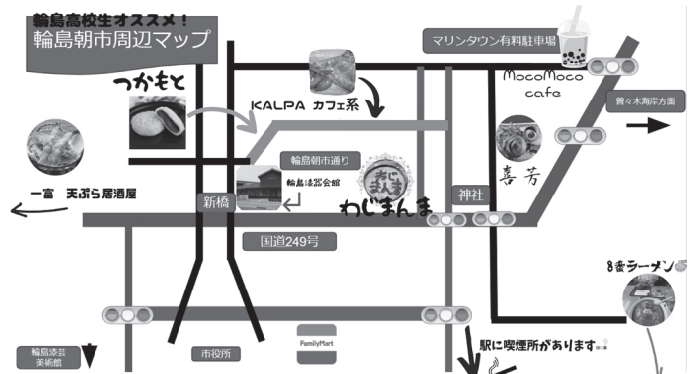 輪島高校生オススメ！
輪島朝市周辺マップ
つかもと
KALPA カフェ系
マリンタウン有料駐車場
MocoMoco
cafe
曽々木海岸方面
一富 天ぷら居酒屋
輪島朝市通り
輪島漆器会館
わじまんま
わじ
まんま
喜芳
新橋
神社
国道249号
8番ラーメン
輪島漆芸
美術館
市役所
FamilyMart
駅に喫煙所があります